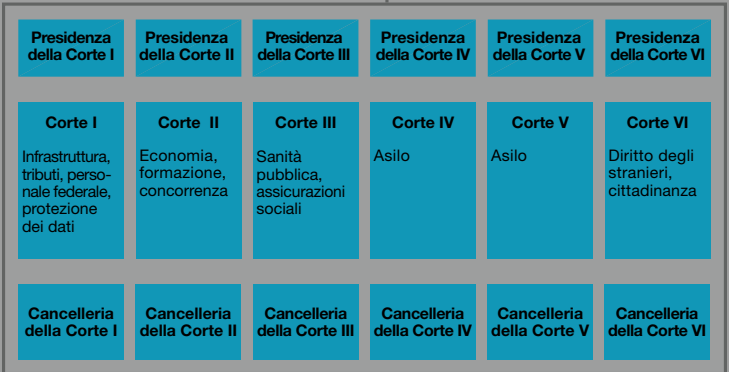 Presidenza
della Corte I
Presidenza
della Corte II
Presidenza
della Corte III
Presidenza
della Corte IV
Presidenza
della Corte V
Presidenza
della Corte VI
Corte I
Infrastruttura,
tributi, perso-
nale federale,
protezione
dei dati
Corte II
Economia,
formazione,
concorrenza
Corte III
Sanità
pubblica,
assicurazioni
sociali
Corte IV
Asilo
Corte V
Asilo
Corte VI
Diritto degli
stranieri,
cittadinanza
Cancelleria
della Corte I
Cancelleria
della Corte II
Cancelleria
della Corte III
Cancelleria
della Corte IV
Cancelleria
della Corte V
Cancelleria
della Corte VI